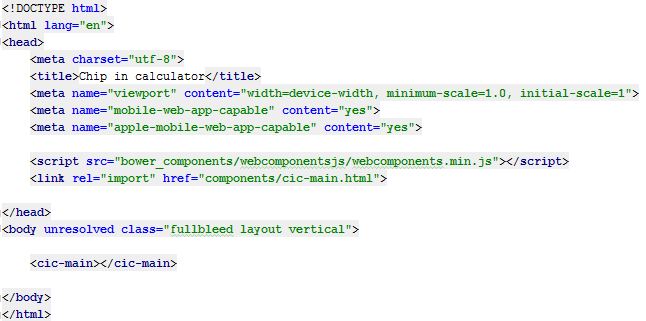 <!DOCTYPE html>
<html lang="en">
<head>
<meta charset="utf-8">
<title>Chip in calculator</title>
<meta name="viewport" content="width=device-width, minimum-scale=1.0, initial-scale=1">
<meta name="mobile-web-app-capable" content="yes">
<meta name="apple-mobile-web-app-capable" content="yes">
<script src="bower_components/webcomponentsjs/webcomponents.min.js"></script>
<link rel="import" href="components/cic-main.html">
</head>
<body unresolved class="fullbleed layout vertical">
<cic-main></cic-main>
</body>
</html>